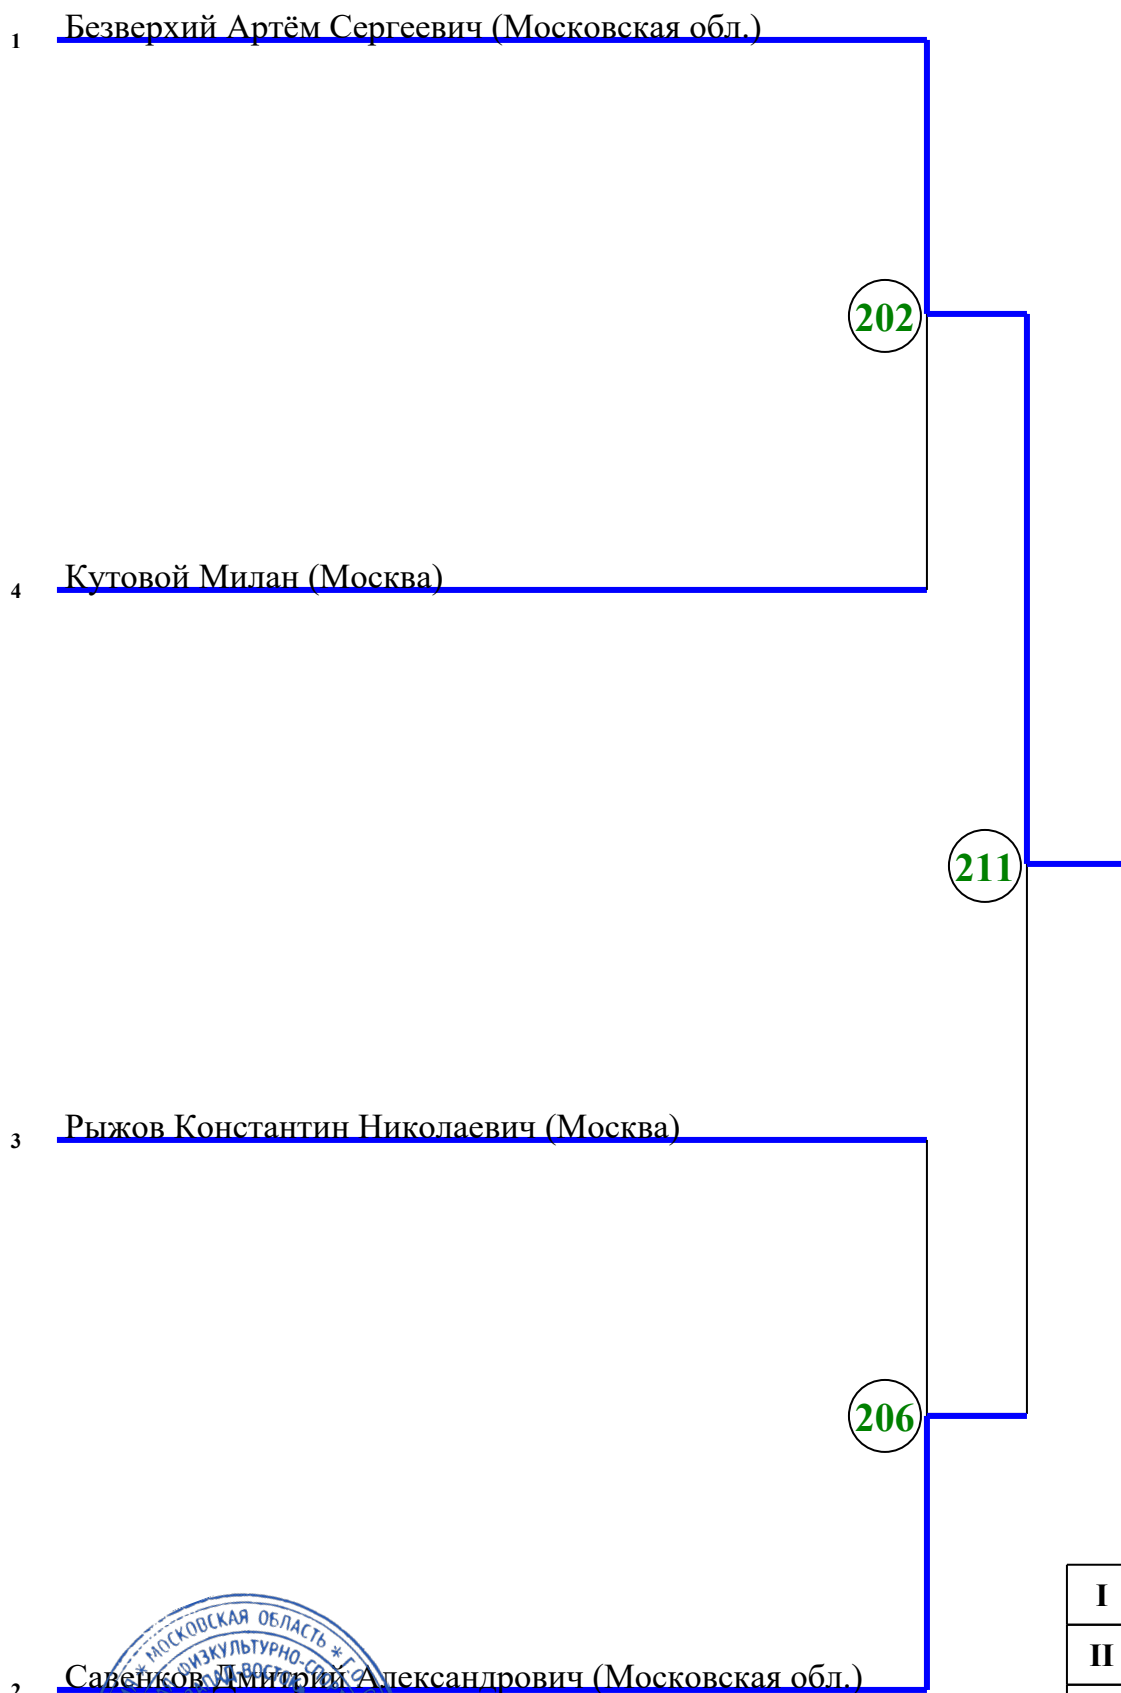 1 Безверхий Артём Сергеевич (Московская обл.)
202
4 Кутовой Милан (Москва)
211
3 Рыжов Константин Николаевич (Москва)
206
I
II
МОСКОВСКАЯ ОБЛАСТЬ *
ФИЗКУЛЬТУРНО-
2 Савенков Дмитрий Александрович (Московская обл.)